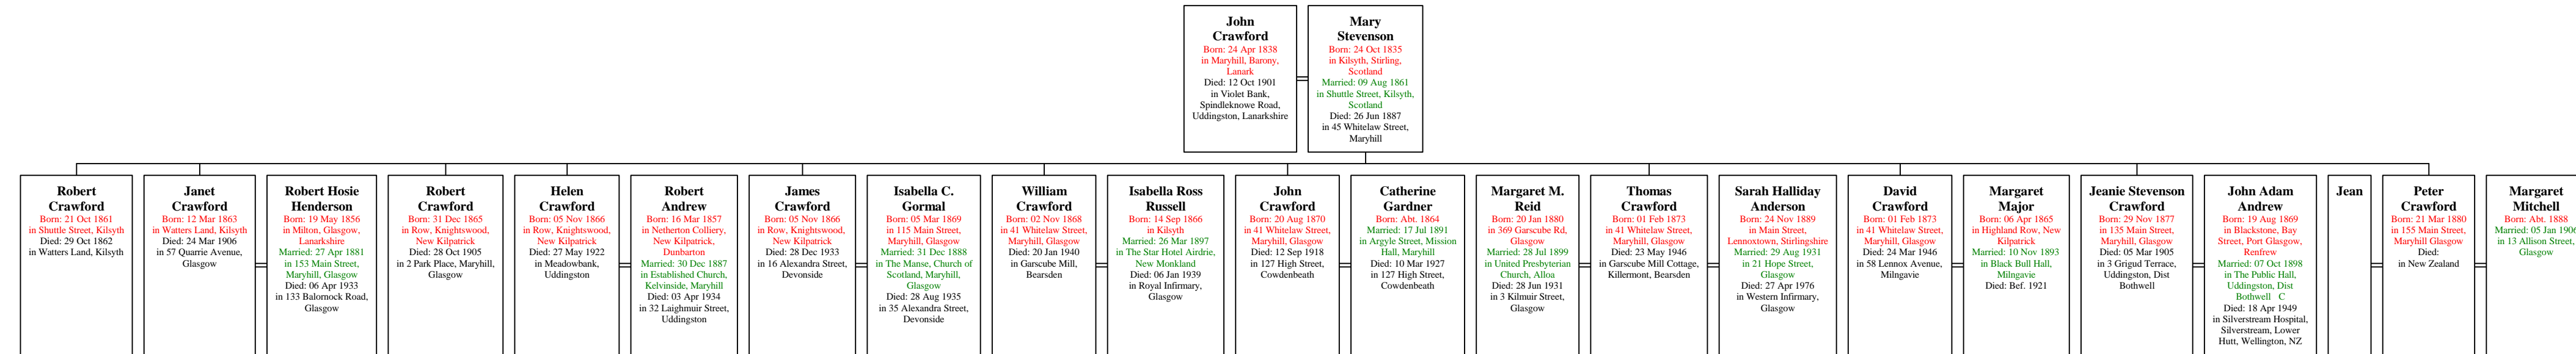 John
Crawford
Born: 24 Apr 1838
in Maryhill, Barony,
Lanark
Died: 12 Oct 1901
in Violet Bank,
Spindleknowe Road,
Uddingston, Lanarkshire
Mary
Stevenson
Born: 24 Oct 1835
in Kilsyth, Stirling,
Scotland
Married: 09 Aug 1861
in Shuttle Street, Kilsyth,
Scotland
Died: 26 Jun 1887
in 45 Whitelaw Street,
Maryhill
Robert
Crawford
Born: 21 Oct 1861
in Shuttle Street, Kilsyth
Died: 29 Oct 1862
in Watters Land, Kilsyth
Janet
Crawford
Born: 12 Mar 1863
in Watters Land, Kilsyth
Died: 24 Mar 1906
in 57 Quarrie Avenue,
Glasgow
Robert Hosie
Henderson
Born: 19 May 1856
in Milton, Glasgow,
Lanarkshire
Married: 27 Apr 1881
in 153 Main Street,
Maryhill, Glasgow
Died: 06 Apr 1933
in 133 Balornock Road,
Glasgow
Robert
Crawford
Born: 31 Dec 1865
in Row, Knightswood,
New Kilpatrick
Died: 28 Oct 1905
in 2 Park Place, Maryhill,
Glasgow
Helen
Crawford
Born: 05 Nov 1866
in Row, Knightswood,
New Kilpatrick
Died: 27 May 1922
in Meadowbank,
Uddingston
Robert
Andrew
Born: 16 Mar 1857
in Netherton Colliery,
New Kilpatrick,
Dunbarton
Married: 30 Dec 1887
in Established Church,
Kelvinside, Maryhill
Died: 03 Apr 1934
in 32 Laighmuir Street,
Uddingston
James
Crawford
Born: 05 Nov 1866
in Row, Knightswood,
New Kilpatrick
Died: 28 Dec 1933
in 16 Alexandra Street,
Devonside
Isabella C.
Gormal
Born: 05 Mar 1869
in 115 Main Street,
Maryhill, Glasgow
Married: 31 Dec 1888
in The Manse, Church of
Scotland, Maryhill,
Glasgow
Died: 28 Aug 1935
in 35 Alexandra Street,
Devonside
William
Crawford
Born: 02 Nov 1868
in 41 Whitelaw Street,
Maryhill, Glasgow
Died: 20 Jan 1940
in Garscube Mill,
Bearsden
Isabella Ross
Russell
Born: 14 Sep 1866
in Kilsyth
Married: 26 Mar 1897
in The Star Hotel Airdrie,
New Monkland
Died: 06 Jan 1939
in Royal Infirmary,
Glasgow
John
Crawford
Born: 20 Aug 1870
in 41 Whitelaw Street,
Maryhill, Glasgow
Died: 12 Sep 1918
in 127 High Street,
Cowdenbeath
Catherine
Gardner
Born: Abt. 1864
Married: 17 Jul 1891
in Argyle Street, Mission
Hall, Maryhill
Died: 10 Mar 1927
in 127 High Street,
Cowdenbeath
Margaret M.
Reid
Born: 20 Jan 1880
in 369 Garscube Rd,
Glasgow
Married: 28 Jul 1899
in United Presbyterian
Church, Alloa
Died: 28 Jun 1931
in 3 Kilmuir Street,
Glasgow
Thomas
Crawford
Born: 01 Feb 1873
in 41 Whitelaw Street,
Maryhill, Glasgow
Died: 23 May 1946
in Garscube Mill Cottage,
Killermont, Bearsden
Sarah Halliday
Anderson
Born: 24 Nov 1889
in Main Street,
Lennoxtown, Stirlingshire
Married: 29 Aug 1931
in 21 Hope Street,
Glasgow
Died: 27 Apr 1976
in Western Infirmary,
Glasgow
David
Crawford
Born: 01 Feb 1873
in 41 Whitelaw Street,
Maryhill, Glasgow
Died: 24 Mar 1946
in 58 Lennox Avenue,
Milngavie
Margaret
Major
Born: 06 Apr 1865
in Highland Row, New
Kilpatrick
Married: 10 Nov 1893
in Black Bull Hall,
Milngavie
Died: Bef. 1921
Jeanie Stevenson
Crawford
Born: 29 Nov 1877
in 135 Main Street,
Maryhill, Glasgow
Died: 05 Mar 1905
in 3 Grigud Terrace,
Uddingston, Dist
Bothwell
John Adam
Andrew
Born: 19 Aug 1869
in Blackstone, Bay
Street, Port Glasgow,
Renfrew
Married: 07 Oct 1898
in The Public Hall,
Uddingston, Dist
Bothwell C
Died: 18 Apr 1949
in Silverstream Hospital,
Silverstream, Lower
Hutt, Wellington, NZ
Jean
Peter
Crawford
Born: 21 Mar 1880
in 155 Main Street,
Maryhill Glasgow
Died:
in New Zealand
Margaret
Mitchell
Born: Abt. 1888
Married: 05 Jan 1906
in 13 Allison Street,
Glasgow